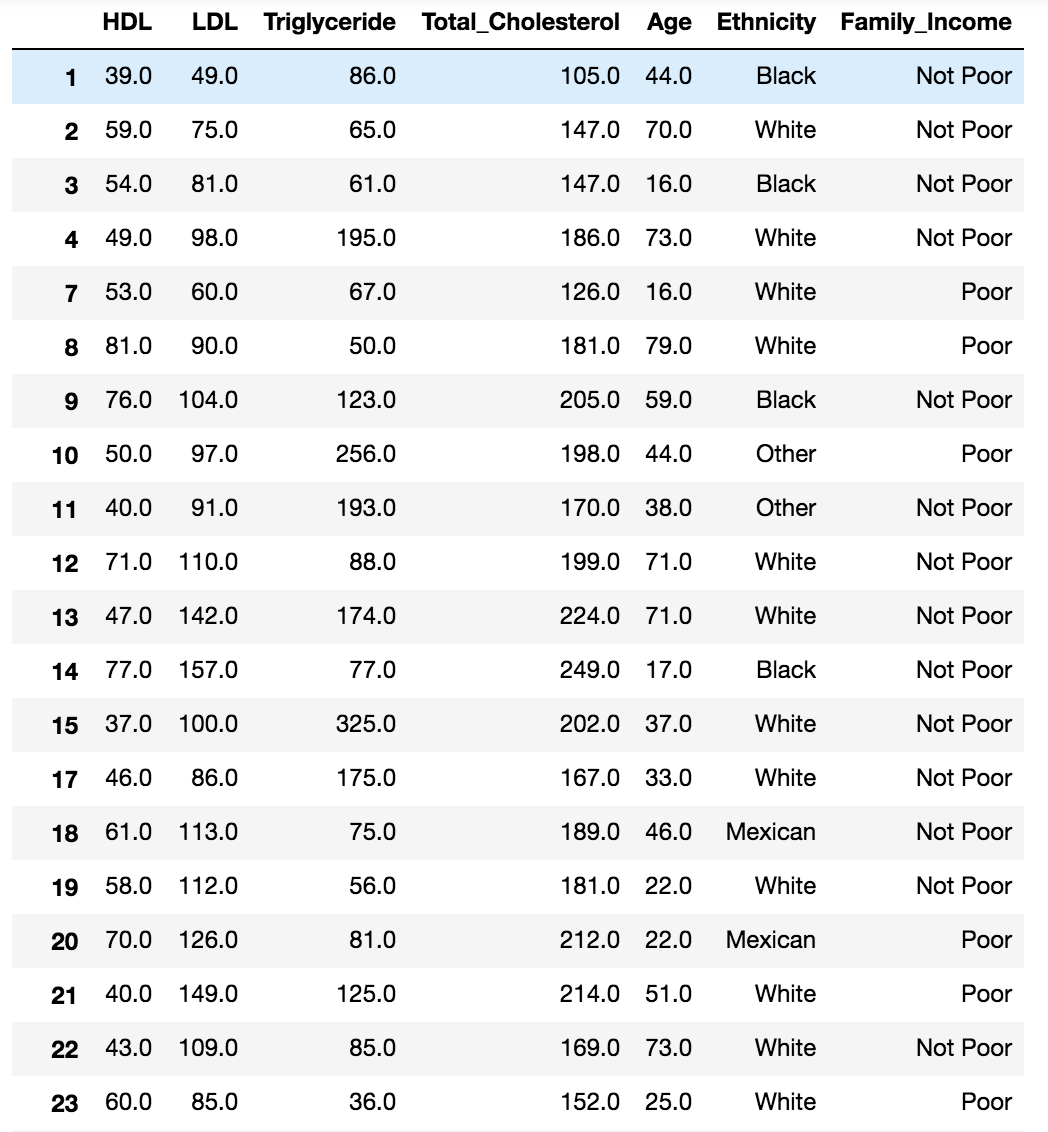 HDL LDL Triglyceride Total_Cholesterol Age Ethnicity Family_Income
1 39.0 49.0 86.0 105.0 44.0 Black Not Poor
2 59.0 75.0 65.0 147.0 70.0 White Not Poor
3 54.0 81.0 61.0 147.0 16.0 Black Not Poor
4 49.0 98.0 195.0 186.0 73.0 White Not Poor
7 53.0 60.0 67.0 126.0 16.0 White Poor
8 81.0 90.0 50.0 181.0 79.0 White Poor
9 76.0 104.0 123.0 205.0 59.0 Black Not Poor
10 50.0 97.0 256.0 198.0 44.0 Other Poor
11 40.0 91.0 193.0 170.0 38.0 Other Not Poor
12 71.0 110.0 88.0 199.0 71.0 White Not Poor
13 47.0 142.0 174.0 224.0 71.0 White Not Poor
14 77.0 157.0 77.0 249.0 17.0 Black Not Poor
15 37.0 100.0 325.0 202.0 37.0 White Not Poor
17 46.0 86.0 175.0 167.0 33.0 White Not Poor
18 61.0 113.0 75.0 189.0 46.0 Mexican Not Poor
19 58.0 112.0 56.0 181.0 22.0 White Not Poor
20 70.0 126.0 81.0 212.0 22.0 Mexican Poor
21 40.0 149.0 125.0 214.0 51.0 White Poor
22 43.0 109.0 85.0 169.0 73.0 White Not Poor
23 60.0 85.0 36.0 152.0 25.0 White Poor